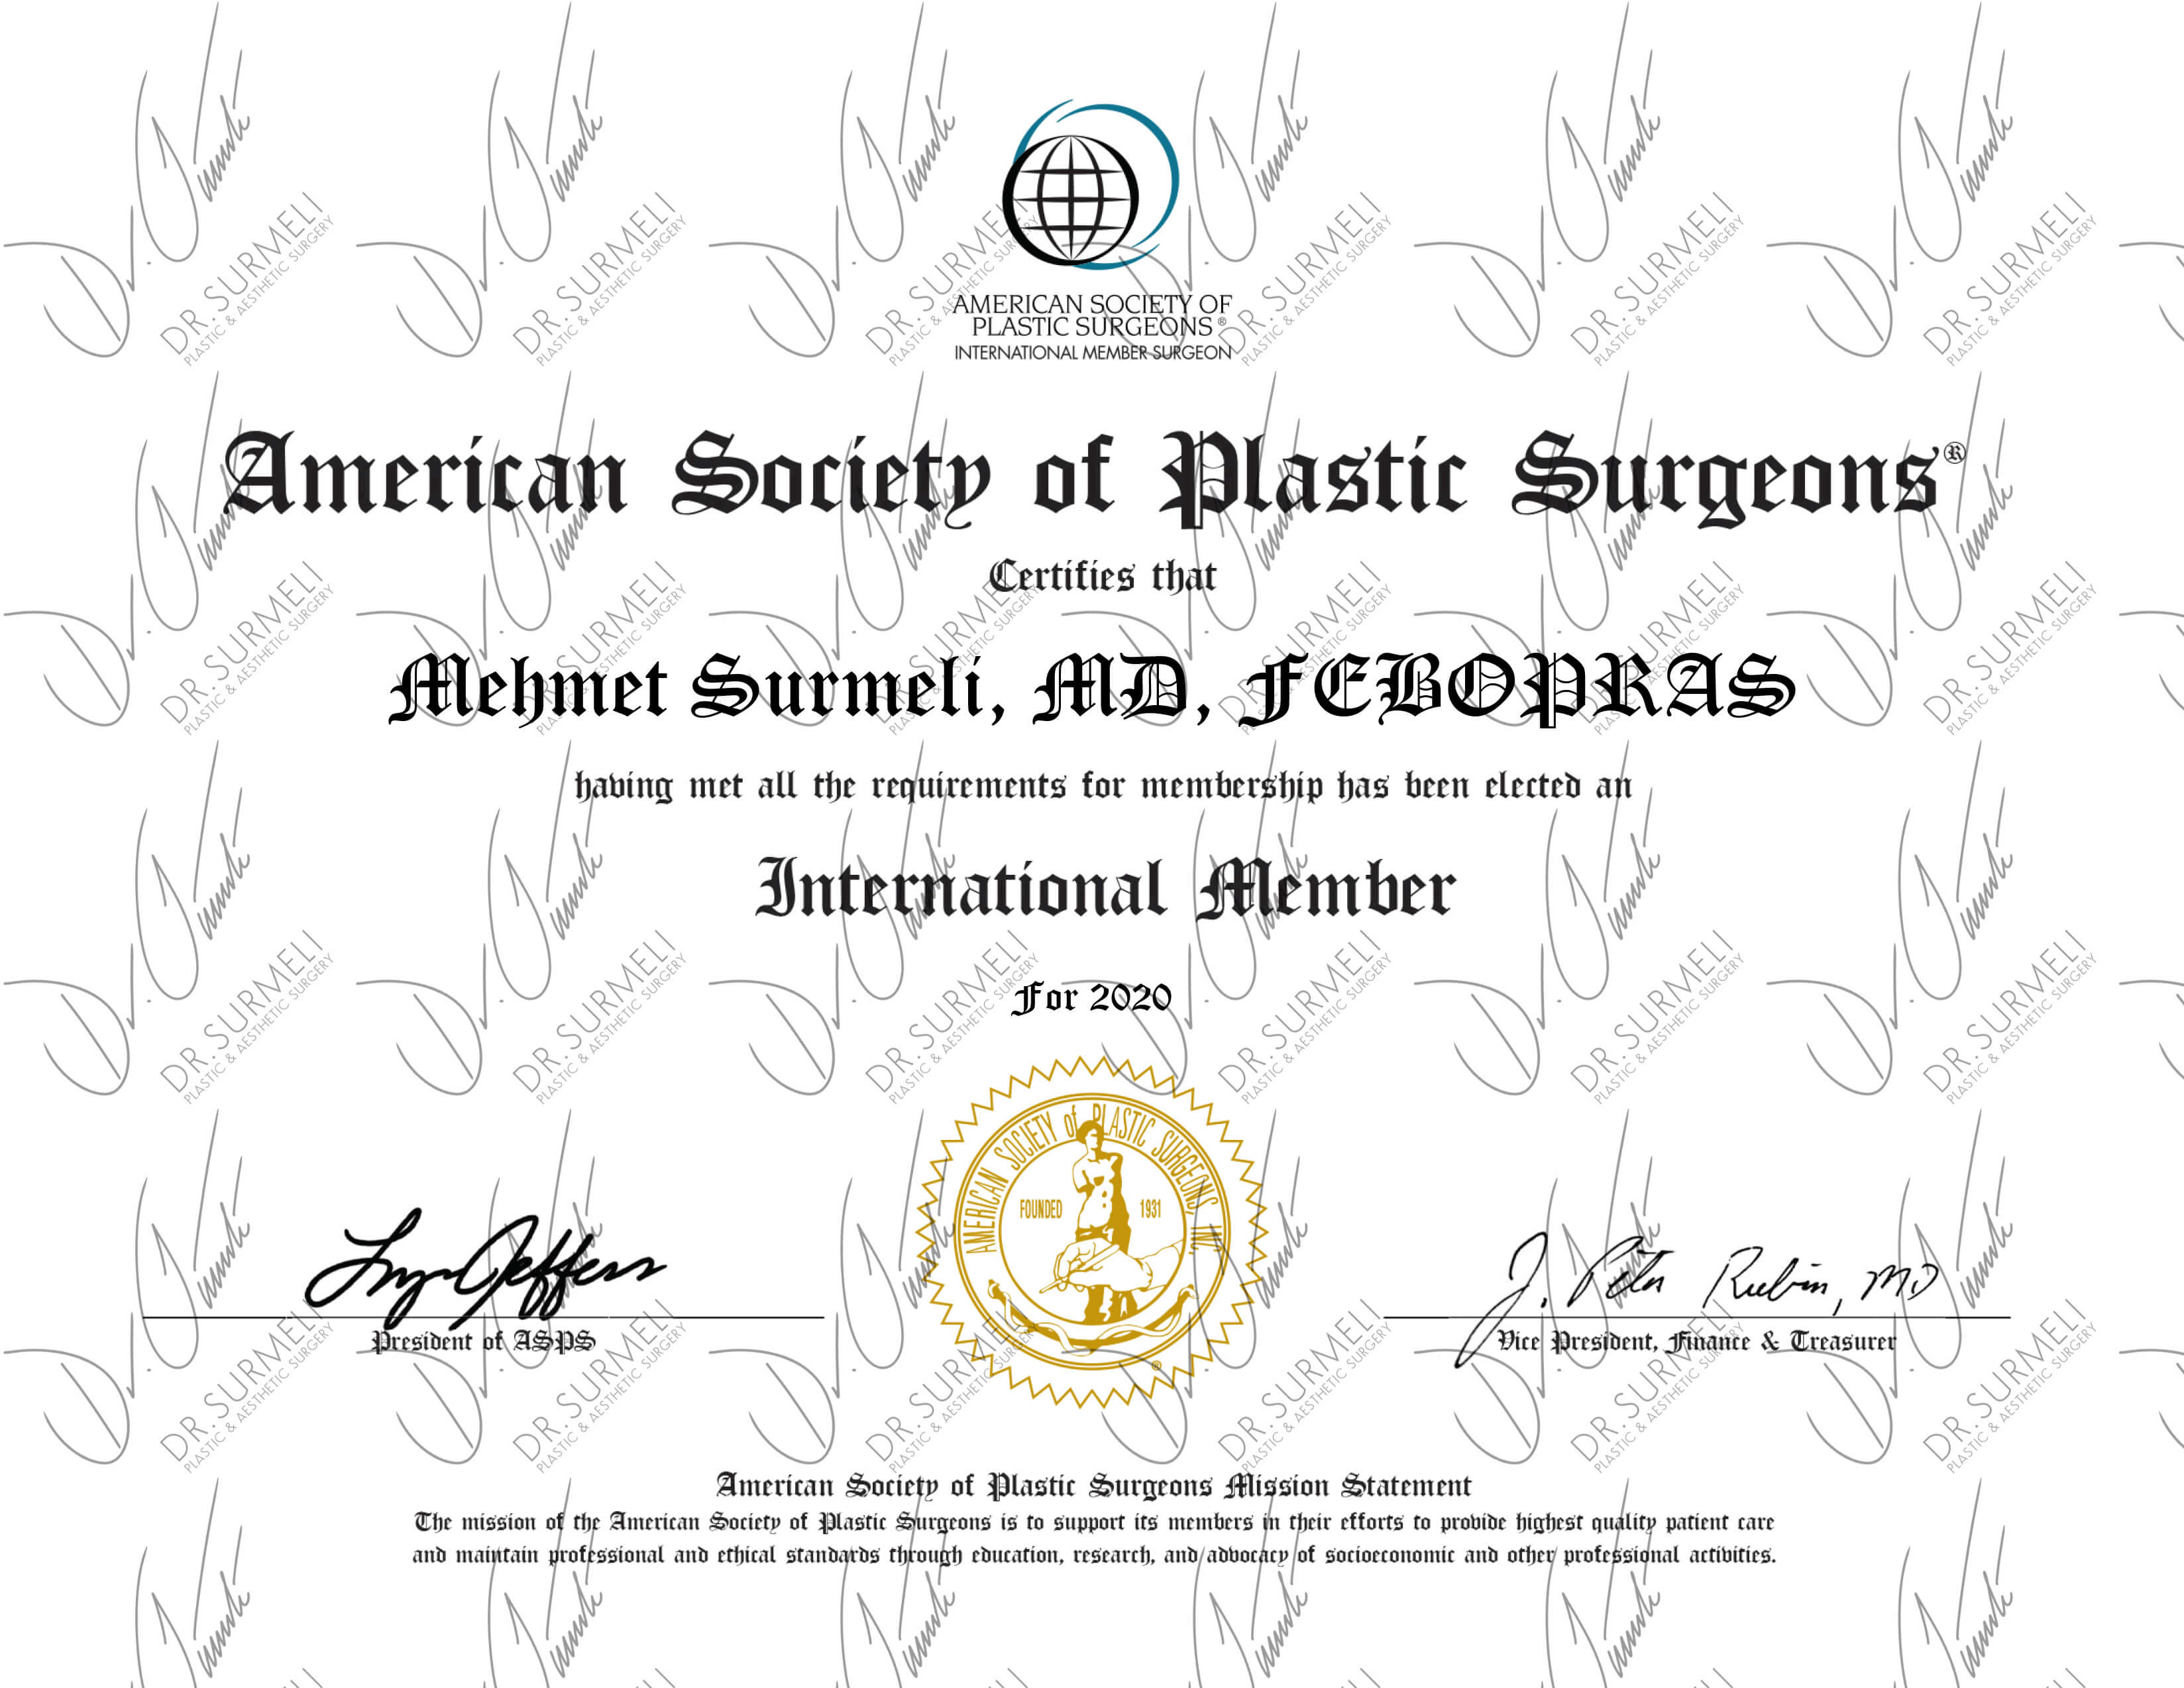 AMERICAN SOCIETY OF
PLASTIC SURGEONS®
INTERNATIONAL MEMBER SURGEON
American Society of Plastic Surgeons®
Certifies that
Mehmet Surmeli, MD, FEBOPRAS
having met all the requirements for membership has been elected an
International Member
For 2020
AMERICAN SOCIETY of PLASTIC SURGEONS, INC.
FOUNDED 1931
®
J. Peter Rubin, MD
President of ASPS
Vice President, Finance & Treasurer
American Society of Plastic Surgeons Mission Statement
The mission of the American Society of Plastic Surgeons is to support its members in their efforts to provide highest quality patient care
and maintain professional and ethical standards through education, research, and advocacy of socioeconomic and other professional activities.
DR. SURMELI
PLASTIC & AESTHETIC SURGERY